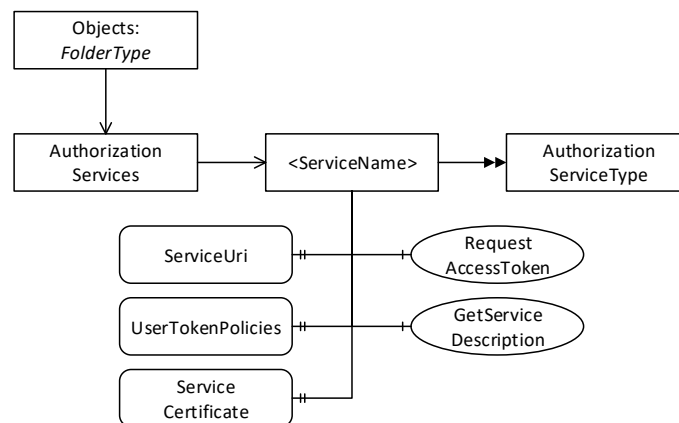 Objects:
FolderType
Authorization
Services
<ServiceName>
Authorization
ServiceType
ServiceUri
Request
AccessToken
UserTokenPolicies
GetService
Description
Service
Certificate